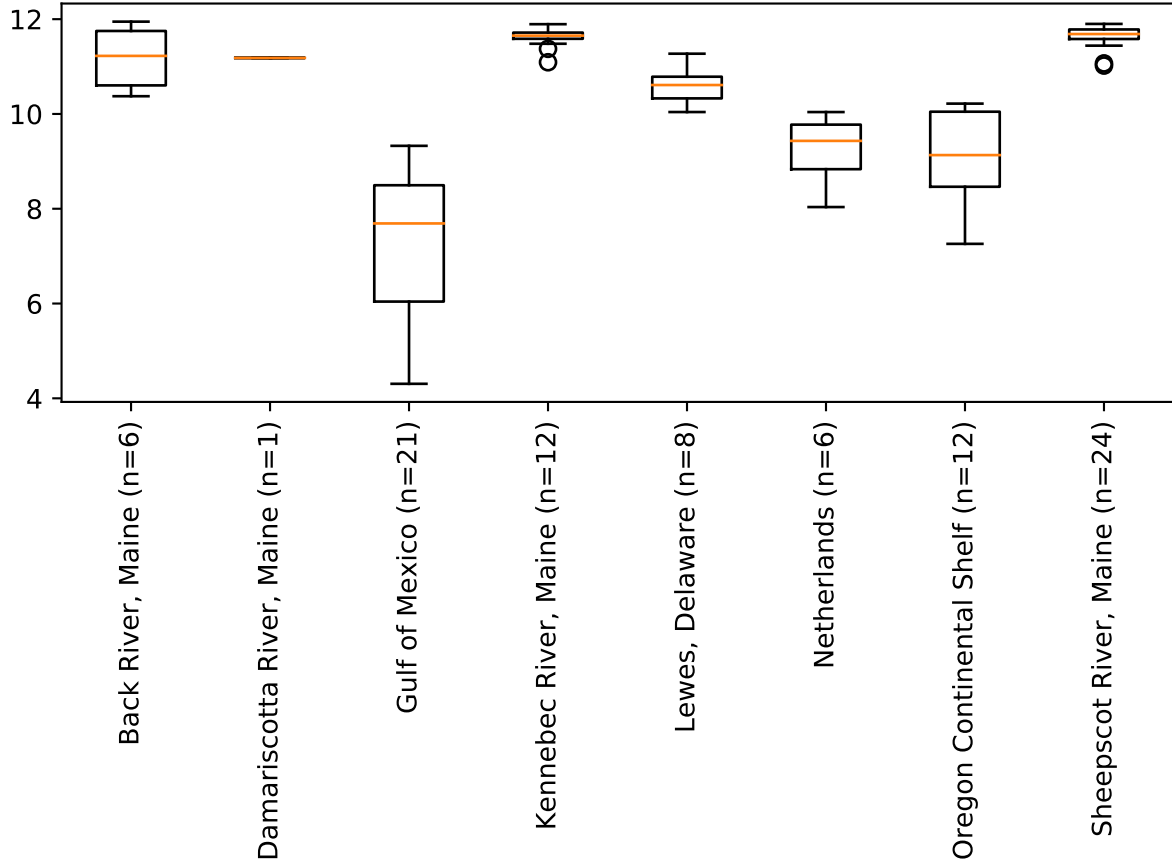 12
10
8
6
4
Back River, Maine (n=6)
Damariscotta River, Maine (n=1)
Gulf of Mexico (n=21)
Kennebec River, Maine (n=12)
Lewes, Delaware (n=8)
Netherlands (n=6)
Oregon Continental Shelf (n=12)
Sheepscot River, Maine (n=24)